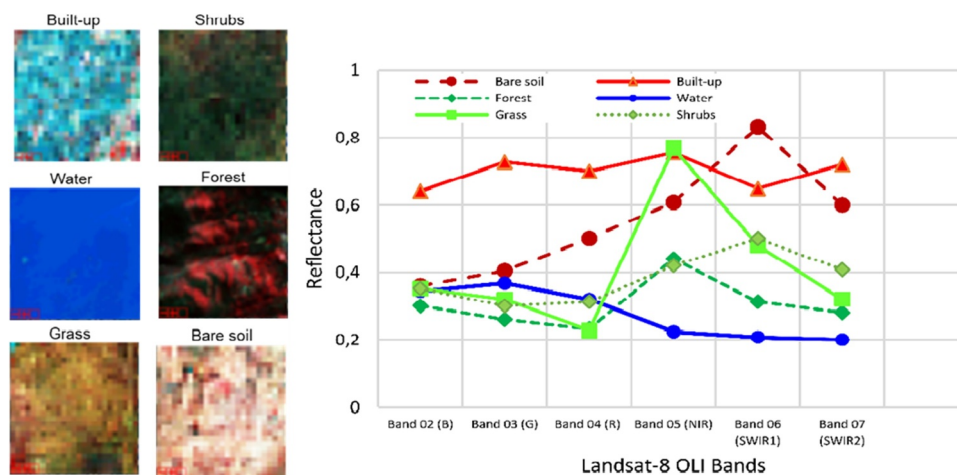 Built-up
Shrubs
Water
Forest
Grass
Bare soil
Reflectance
1
0,8
0,6
0,4
0,2
0
Bare soil
Built-up
Forest
Water
Grass
Shrubs
Band 02 (B)
Band 03 (G)
Band 04 (R)
Band 05 (NIR)
Band 06
(SWIR1)
Band 07
(SWIR2)
Landsat-8 OLI Bands